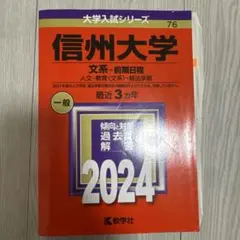 大学入試シリーズ
76
信州大学
文系-前期日程
人文・教育〈文系〉・経法学部
最近3カ年
一般
傾向と対策
過去問
解答
2024
教学社